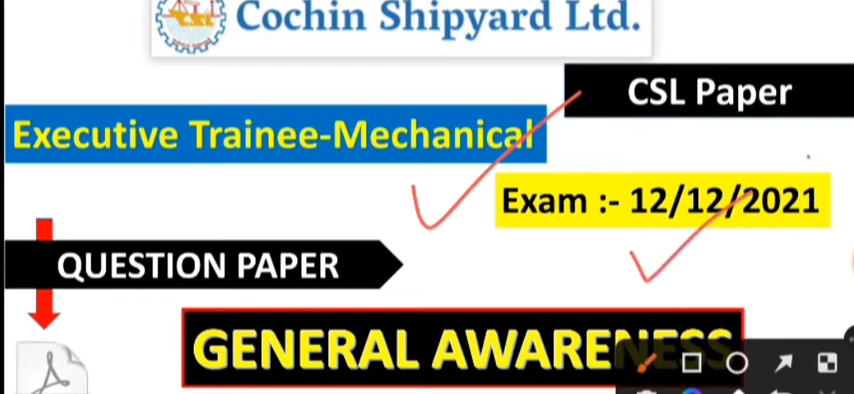 Cochin Shipyard Ltd.
CSL Paper
Executive Trainee-Mechanical
Exam :- 12/12/2021
QUESTION PAPER
GENERAL AWARENESS